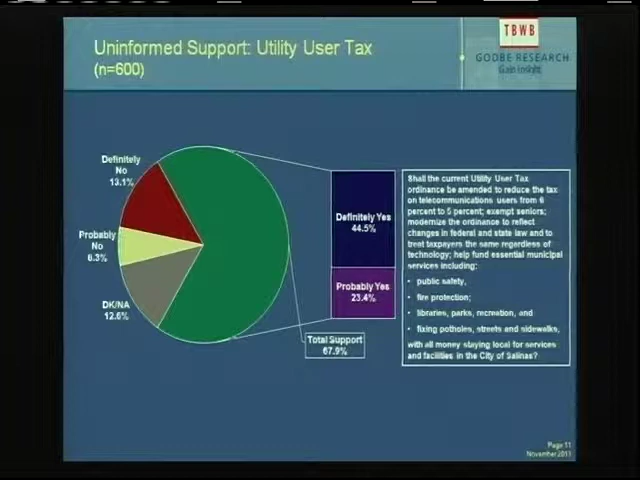 Uninformed Support: Utility User Tax
(n=600)
TBWB
GODBE RESEARCH
Gain Insight
Definitely
No
13.1%
Probably
No
6.3%
DK/NA
12.6%
Definitely Yes
44.5%
Probably Yes
23.4%
Total Support
67.9%
Shall the current Utility User Tax
ordinance be amended to reduce the tax
on telecommunications users from 6
percent to 5 percent; exempt seniors;
modernize the ordinance to reflect
changes in federal and state law and to
treat taxpayers the same regardless of
technology; help fund essential municipal
services including:
• public safety,
• fire protection;
• libraries, parks, recreation, and
• fixing potholes, streets and sidewalks,
with all money staying local for services
and facilities in the City of Salinas?
Page 11
November 2011